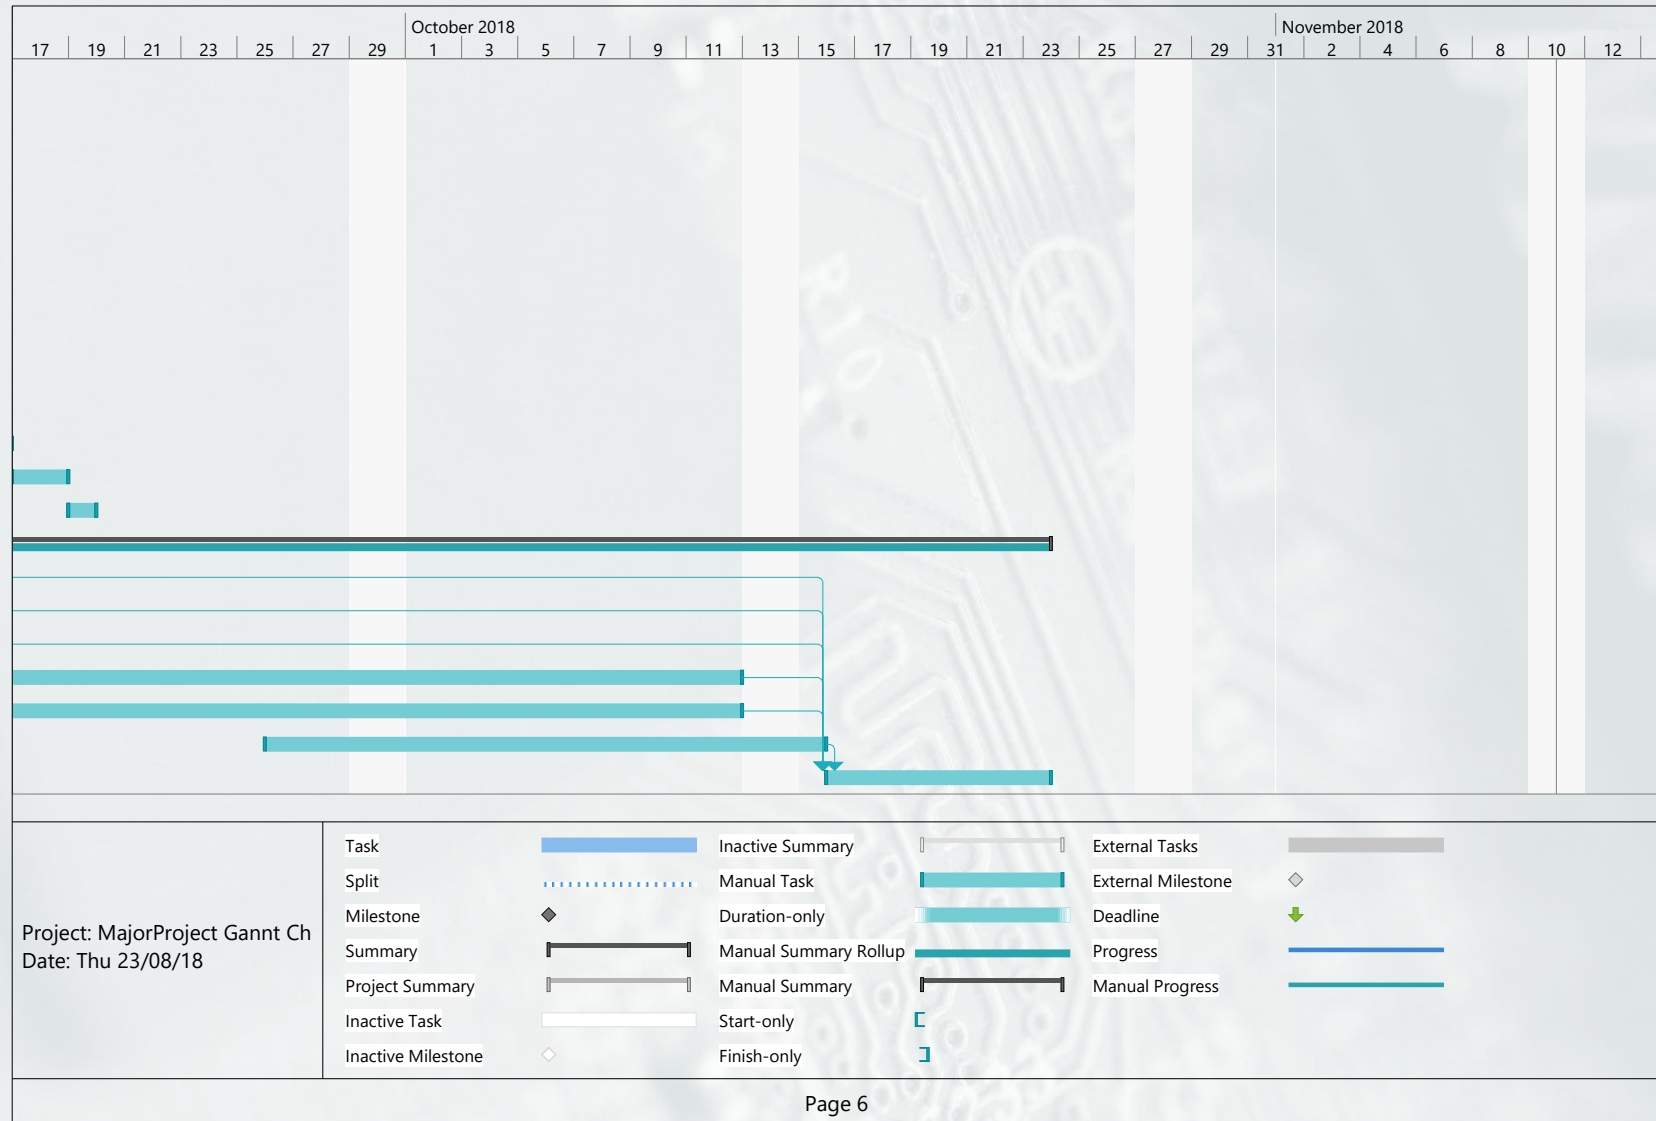 October 2018 November 2018
17 19 21 23 25 27 29 1 3 5 7 9 11 13 15 17 19 21 23 25 27 29 31 2 4 6 8 10 12
Project: MajorProject Gannt Ch
Date: Thu 23/08/18
Task
Split
Milestone
Summary
Project Summary
Inactive Task
Inactive Milestone
Inactive Summary
Manual Task
Duration-only
Manual Summary Rollup
Manual Summary
Start-only
Finish-only
External Tasks
External Milestone
Deadline
Progress
Manual Progress
Page 6